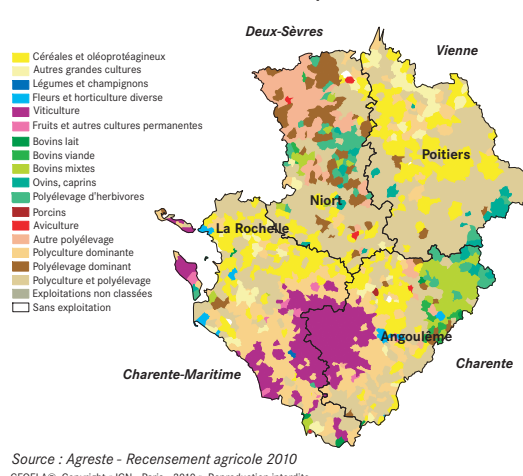 Deux-Sèvres
Vienne
Céréales et oléoprotéagineux
Autres grandes cultures
Légumes et champignons
Fleurs et horticulture diverse
Viticulture
Fruits et autres cultures permanentes
Bovins lait
Bovins viande
Bovins mixtes
Ovins, caprins
Polyélevage d'herbivores
Porcins
Aviculture
Autre polyélevage
Polyculture dominante
Polyélevage dominant
Polyculture et polyélevage
Exploitations non classées
Sans exploitation
Poitiers
Niort
La Rochelle
Angoulême
Charente-Maritime
Charente
Source : Agreste - Recensement agricole 2010